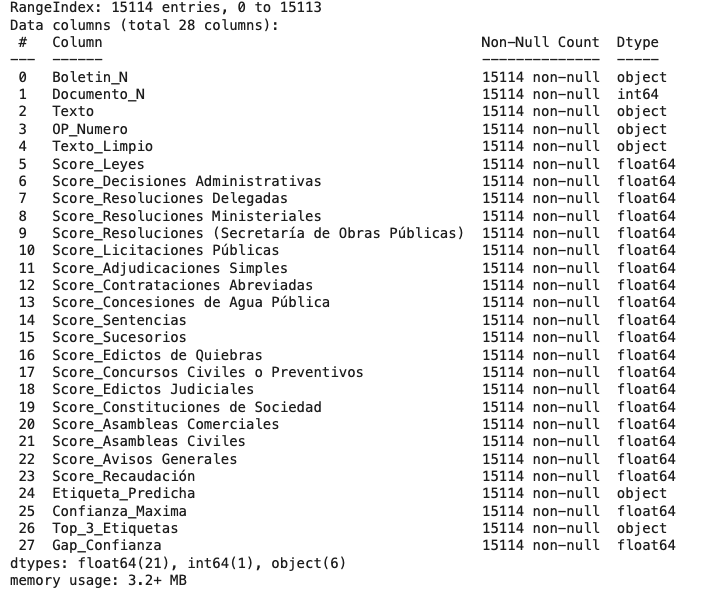 RangeIndex: 15114 entries, 0 to 15113
Data columns (total 28 columns):
 #   Column                                             Non-Null Count  Dtype
---  ------                                             --------------  -----
 0   Boletin_N                                          15114 non-null  object
 1   Documento_N                                        15114 non-null  int64
 2   Texto                                              15114 non-null  object
 3   OP_Numero                                          15114 non-null  object
 4   Texto_Limpio                                       15114 non-null  object
 5   Score_Leyes                                        15114 non-null  float64
 6   Score_Decisiones Administrativas                   15114 non-null  float64
 7   Score_Resoluciones Delegadas                       15114 non-null  float64
 8   Score_Resoluciones Ministeriales                   15114 non-null  float64
 9   Score_Resoluciones (Secretaría de Obras Públicas)  15114 non-null  float64
 10  Score_Licitaciones Públicas                        15114 non-null  float64
 11  Score_Adjudicaciones Simples                       15114 non-null  float64
 12  Score_Contrataciones Abreviadas                    15114 non-null  float64
 13  Score_Concesiones de Agua Pública                  15114 non-null  float64
 14  Score_Sentencias                                   15114 non-null  float64
 15  Score_Sucesorios                                   15114 non-null  float64
 16  Score_Edictos de Quiebras                          15114 non-null  float64
 17  Score_Concursos Civiles o Preventivos              15114 non-null  float64
 18  Score_Edictos Judiciales                           15114 non-null  float64
 19  Score_Constituciones de Sociedad                   15114 non-null  float64
 20  Score_Asambleas Comerciales                        15114 non-null  float64
 21  Score_Asambleas Civiles                            15114 non-null  float64
 22  Score_Avisos Generales                             15114 non-null  float64
 23  Score_Recaudación                                  15114 non-null  float64
 24  Etiqueta_Predicha                                  15114 non-null  object
 25  Confianza_Maxima                                   15114 non-null  float64
 26  Top_3_Etiquetas                                    15114 non-null  object
 27  Gap_Confianza                                      15114 non-null  float64
dtypes: float64(21), int64(1), object(6)
memory usage: 3.2+ MB